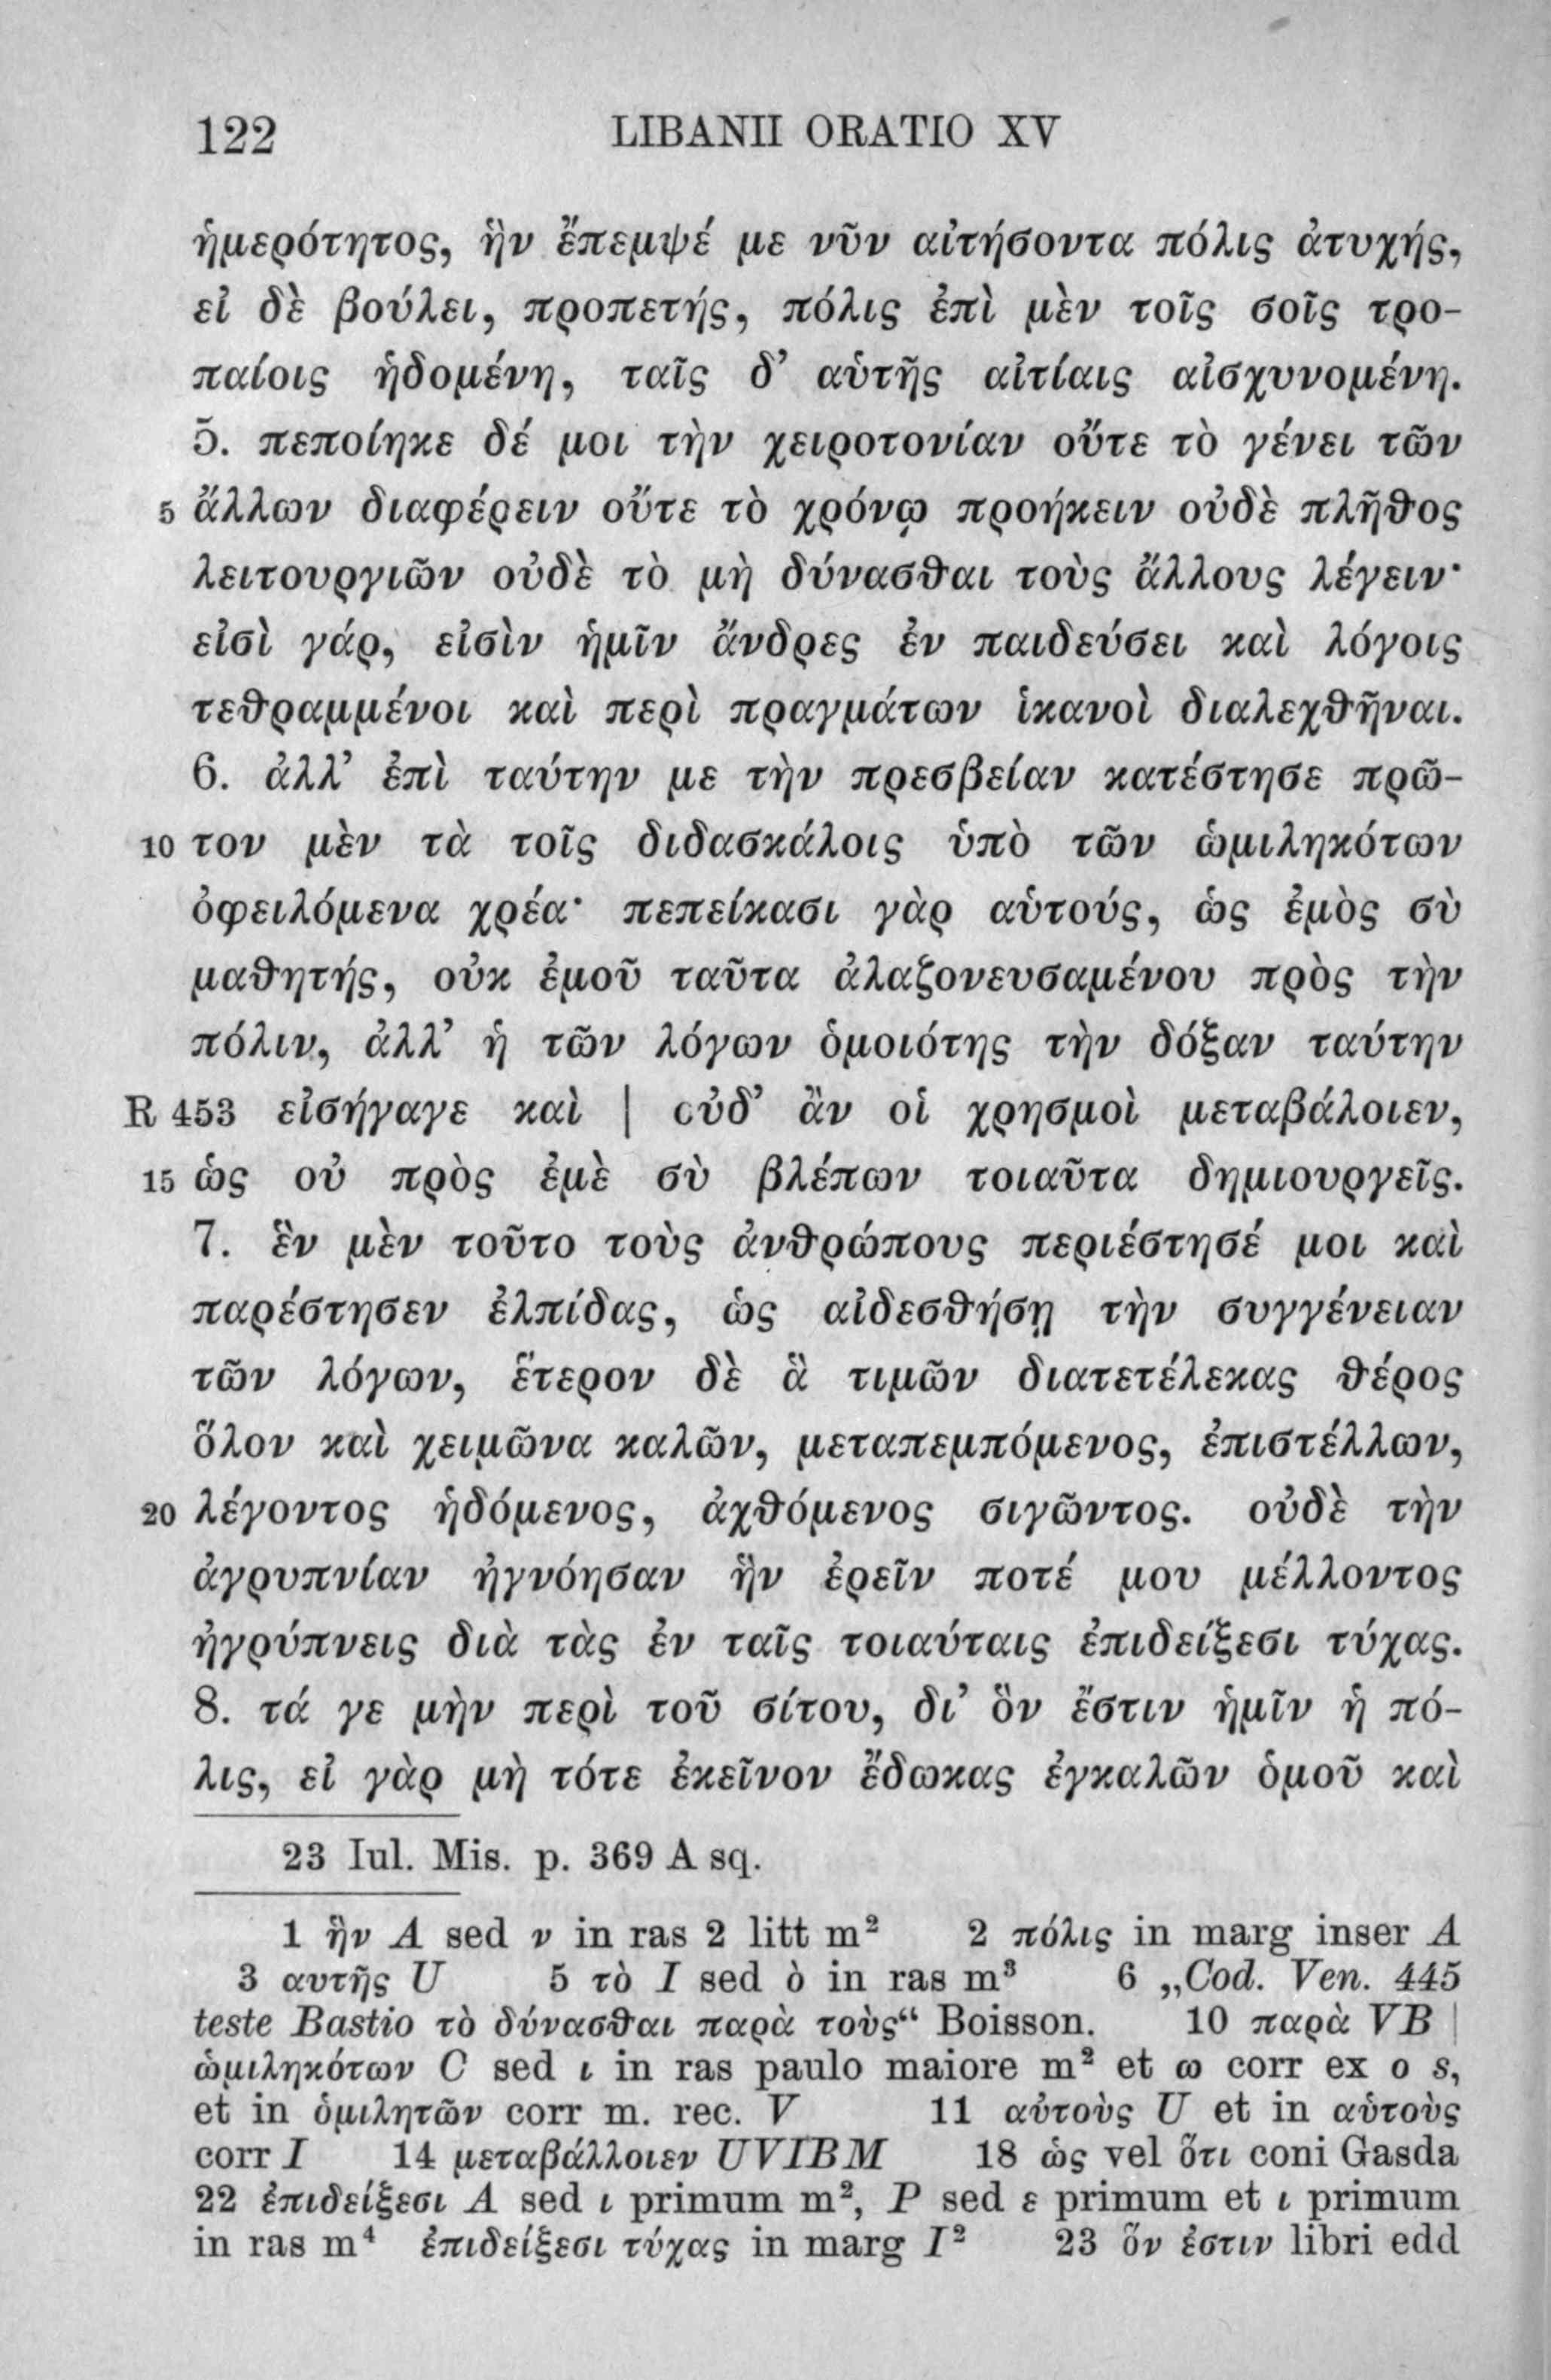 122 LIBANII ORATIO XV
ἡμερότητος, ἣν ἔπεμψέ με νῦν αἰτήσοντα πόλις ἀτυχής,
εἰ δὲ βούλει, προπετής, πόλις ἐπὶ μὲν τοῖς σοῖς τρο-
παίοις ἡδομένη, ταῖς δ’ αὑτῆς αἰτίαις αἰσχυνομένη.
5. πεποίηκε δέ μοι τὴν χειροτονίαν οὔτε τὸ γένει τῶν
5 ἄλλων διαφέρειν οὔτε τὸ χρόνῳ προήκειν οὐδὲ πλῆθος
λειτουργιῶν οὐδὲ τὸ μὴ δύνασθαι τοὺς ἄλλους λέγειν·
εἰσὶ γάρ, εἰσὶν ἡμῖν ἄνδρες ἐν παιδεύσει καὶ λόγοις
τεθραμμένοι καὶ περὶ πραγμάτων ἱκανοὶ διαλεχθῆναι.
6. ἀλλ’ ἐπὶ ταύτην με τὴν πρεσβείαν κατέστησε πρῶ-
10 τον μὲν τὰ τοῖς διδασκάλοις ὑπὸ τῶν ὡμιληκότων
ὀφειλόμενα χρέα· πεπείκασι γὰρ αὑτούς, ὡς ἐμὸς σὺ
μαθητής, οὐκ ἐμοῦ ταῦτα ἀλαζονευσαμένου πρὸς τὴν
πόλιν, ἀλλ’ ἡ τῶν λόγων ὁμοιότης τὴν δόξαν ταύτην
R 453 εἰσήγαγε καὶ | οὐδ’ ἂν οἱ χρησμοὶ μεταβάλοιεν,
15 ὡς οὐ πρὸς ἐμὲ σὺ βλέπων τοιαῦτα δημιουργεῖς.
7. ἓν μὲν τοῦτο τοὺς ἀνθρώπους περιέστησέ μοι καὶ
παρέστησεν ἐλπίδας, ὡς αἰδεσθήσῃ τὴν συγγένειαν
τῶν λόγων, ἕτερον δὲ ἃ τιμῶν διατετέλεκας θέρος
ὅλον καὶ χειμῶνα καλῶν, μεταπεμπόμενος, ἐπιστέλλων,
20 λέγοντος ἡδόμενος, ἀχθόμενος σιγῶντος. οὐδὲ τὴν
ἀγρυπνίαν ἠγνόησαν ἣν ἐρεῖν ποτέ μου μέλλοντος
ἠγρύπνεις διὰ τὰς ἐν ταῖς τοιαύταις ἐπιδείξεσι τύχας.
8. τά γε μὴν περὶ τοῦ σίτου, δι’ ὃν ἔστιν ἡμῖν ἡ πό-
λις, εἰ γὰρ μὴ τότε ἐκεῖνον ἔδωκας ἐγκαλῶν ὁμοῦ καὶ
23 Iul. Mis. p. 369 A sq.
1 ἣν A sed ν in ras 2 litt m² 2 πόλις in marg inser A
3 αυτῆς U 5 τὸ I sed ὸ in ras m³ 6 „Cod. Ven. 445
teste Bastio τὸ δύνασθαι παρὰ τοὺς“ Boisson. 10 παρὰ VB |
ὡμιληκότων C sed ι in ras paulo maiore m² et ω corr ex ο s,
et in ὁμιλητῶν corr m. rec. V 11 αὐτοὺς U et in αὑτοὺς
corr I 14 μεταβάλλοιεν UVIBM 18 ὡς vel ὅτι coni Gasda
22 ἐπιδείξεσι A sed ι primum m², P sed ε primum et ι primum
in ras m⁴ ἐπιδείξεσι τύχας in marg I² 23 ὅν ἐστιν libri edd